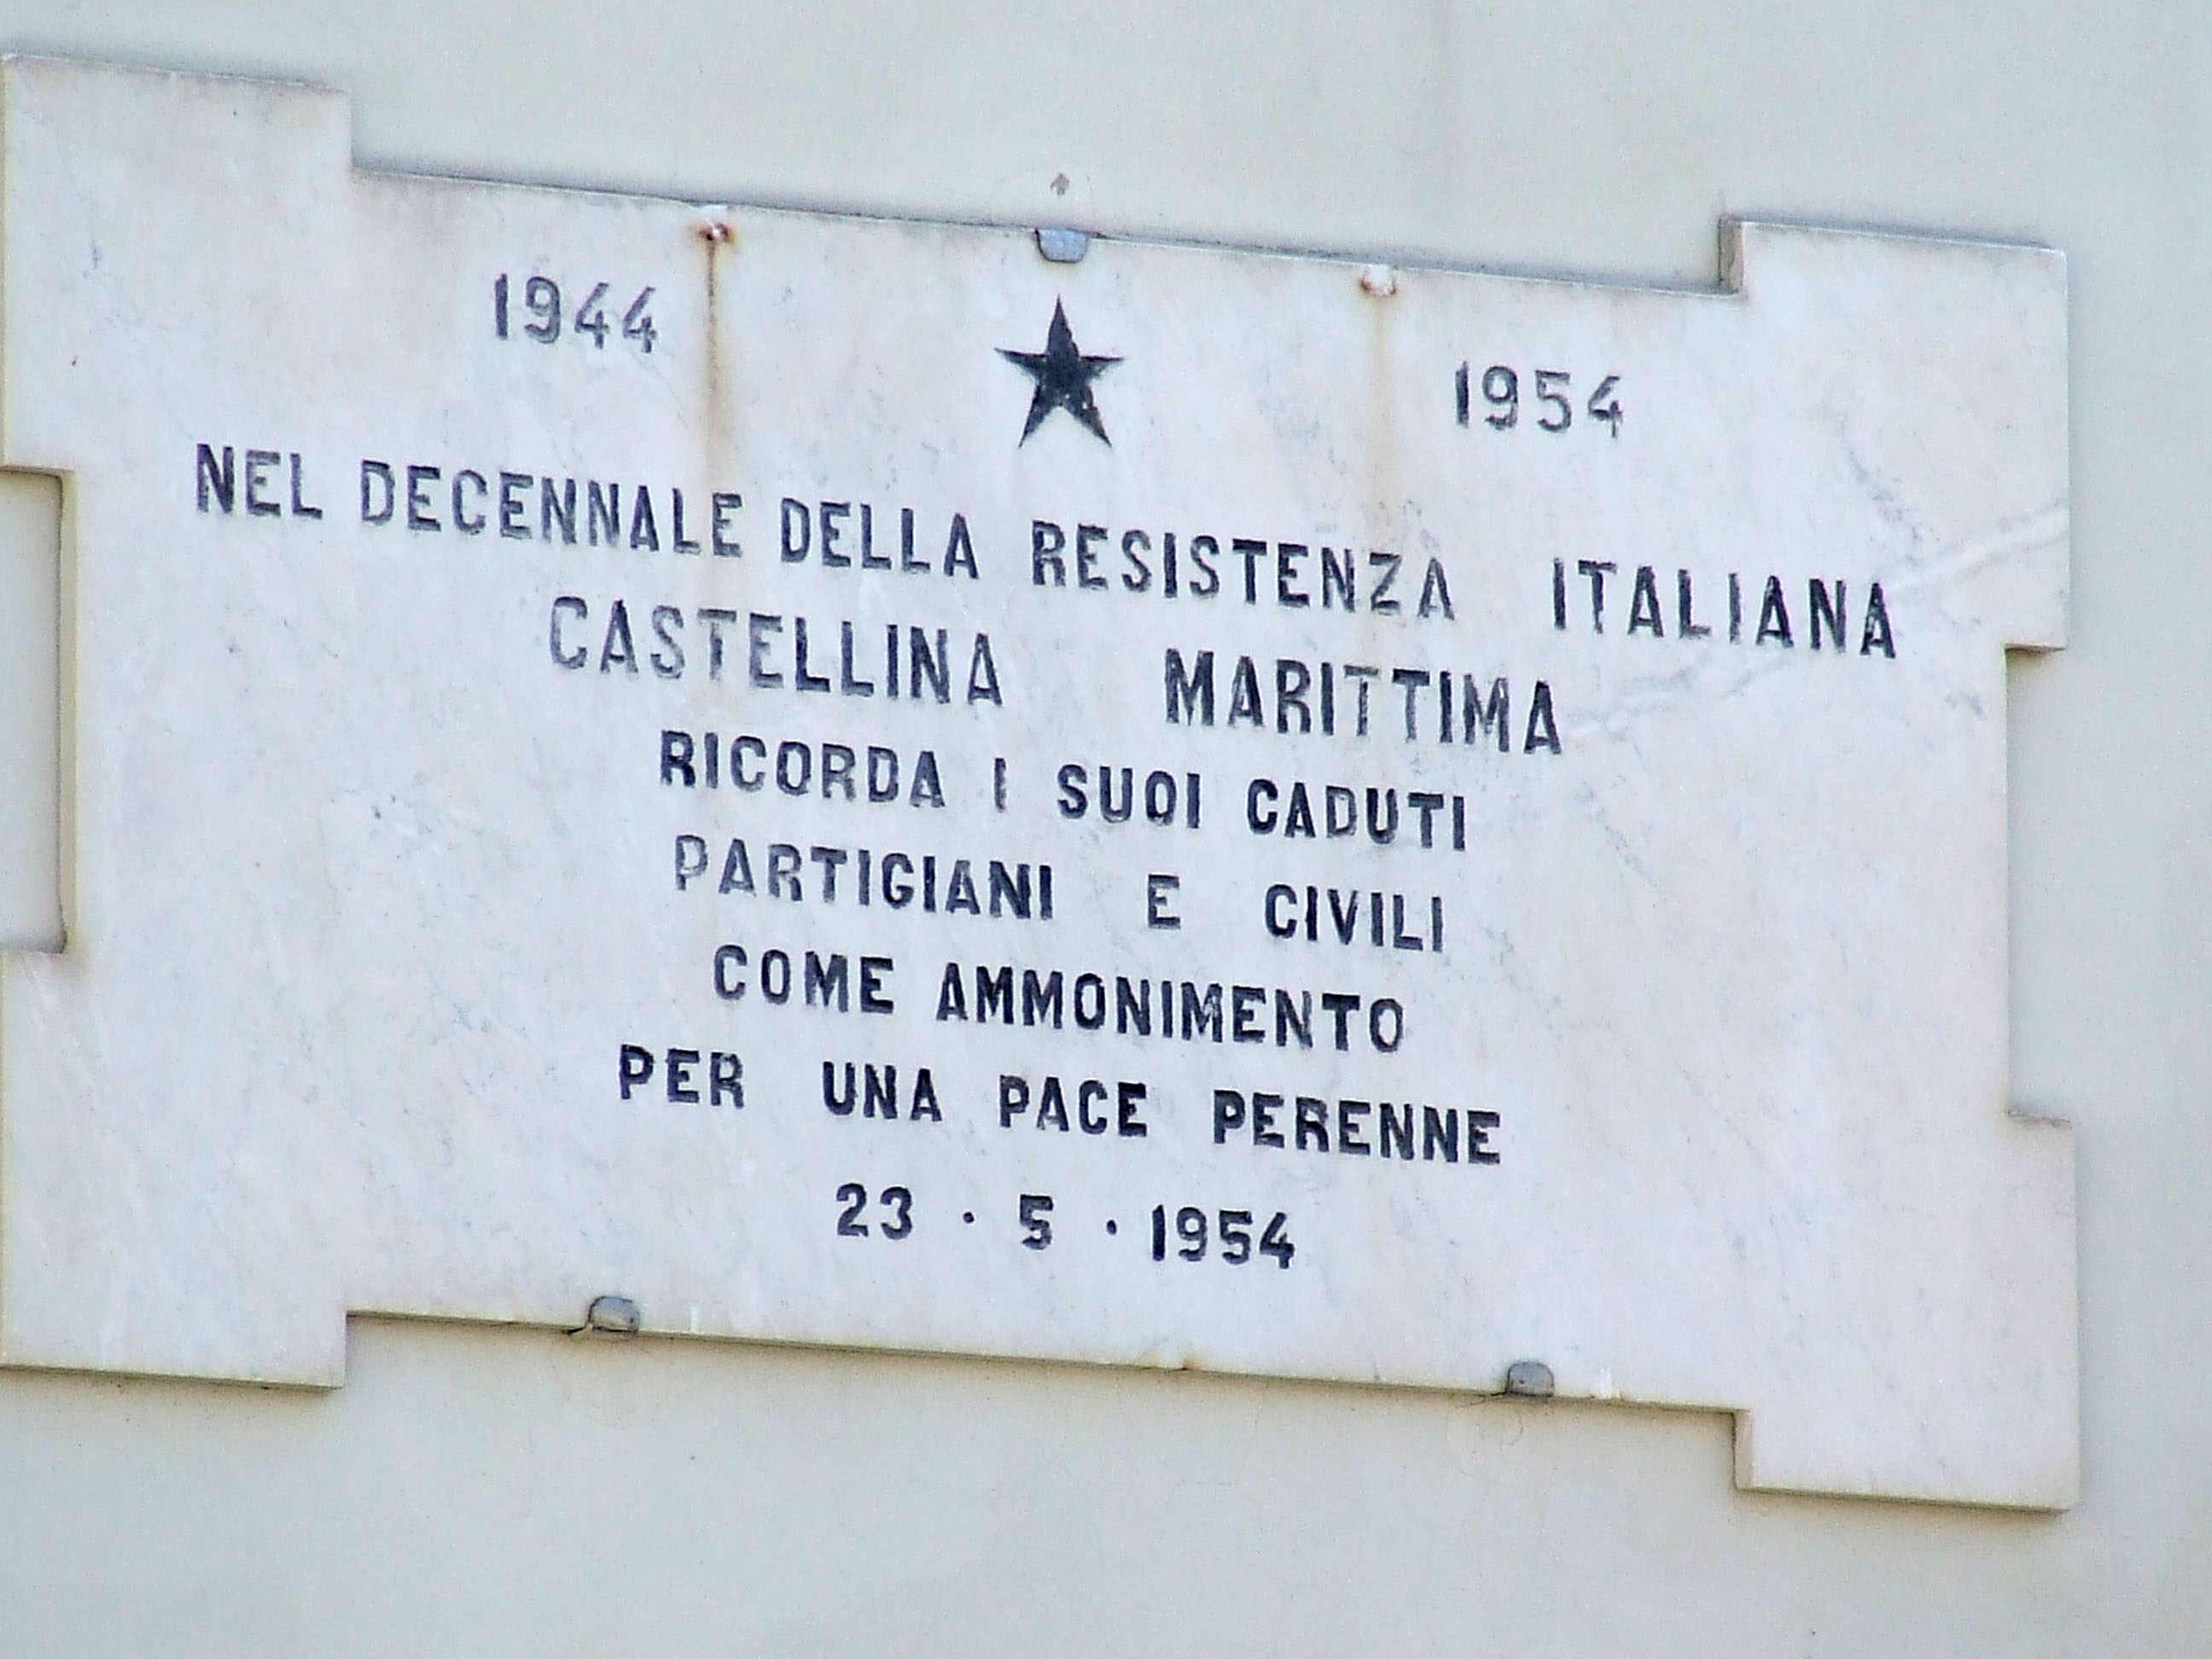 1944 1954
NEL DECENNALE DELLA RESISTENZA ITALIANA
CASTELLINA MARITTIMA
RICORDA I SUOI CADUTI
PARTIGIANI E CIVILI
COME AMMONIMENTO
PER UNA PACE PERENNE
23 · 5 · 1954